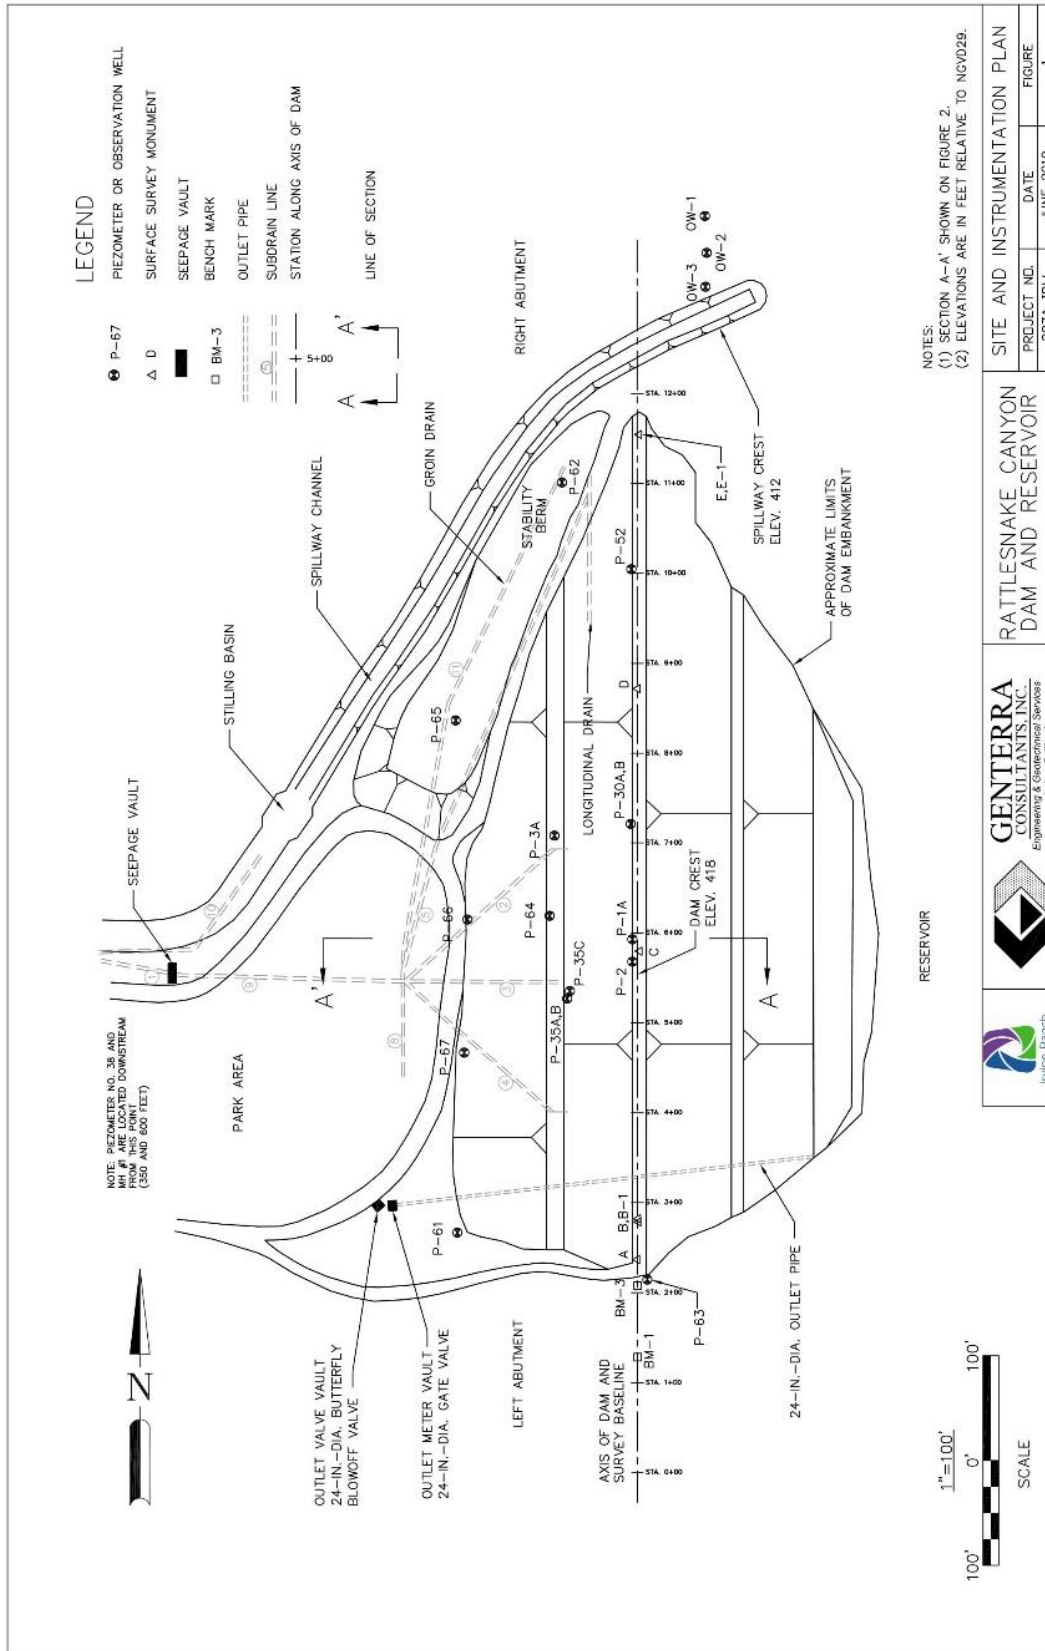 LEGEND
P-67
PIEZOMETER OR OBSERVATION WELL
D
SURFACE SURVEY MONUMENT
SEEPAGE VAULT
BM-3
BENCH MARK
OUTLET PIPE
5
SUBDRAIN LINE
5+00
STATION ALONG AXIS OF DAM
A A'
LINE OF SECTION
NOTE: PIEZOMETER NO. 38 AND
MH #1 ARE LOCATED DOWNSTREAM
FROM THIS POINT
(350 AND 600 FEET)
N
SEEPAGE VAULT
STILLING BASIN
SPILLWAY CHANNEL
GROIN DRAIN
1
10
9
PARK AREA
A'
8
5
11
3
2
4
STABILITY
BERM
RIGHT ABUTMENT
OUTLET VALVE VAULT
24-IN.-DIA. BUTTERFLY
BLOWOFF VALVE
OUTLET METER VAULT
24-IN.-DIA. GATE VALVE
LEFT ABUTMENT
P-61
P-67
P-66
P-65
P-62
P-35A,B
P-35C
P-64
P-3A
LONGITUDINAL DRAIN
AXIS OF DAM AND
SURVEY BASELINE
BM-1
BM-3
A
B,B-1
P-2
C
P-1A
P-30A,B
D
P-52
E,E-1
OW-3
OW-2
OW-1
STA. 0+00
STA. 1+00
STA. 2+00
STA. 3+00
STA. 4+00
STA. 5+00
STA. 6+00
STA. 7+00
STA. 8+00
STA. 9+00
STA. 10+00
STA. 11+00
STA. 12+00
P-63
DAM CREST
ELEV. 418
SPILLWAY CREST
ELEV. 412
A
24-IN.-DIA. OUTLET PIPE
APPROXIMATE LIMITS
OF DAM EMBANKMENT
RESERVOIR
NOTES:
(1) SECTION A-A' SHOWN ON FIGURE 2.
(2) ELEVATIONS ARE IN FEET RELATIVE TO NGVD29.
1"=100'
100' 0' 100'
SCALE
GENTERRA
CONSULTANTS, INC.
Engineering & Geotechnical Services
RATTLESNAKE CANYON
DAM AND RESERVOIR
SITE AND INSTRUMENTATION PLAN
PROJECT NO.
DATE
FIGURE